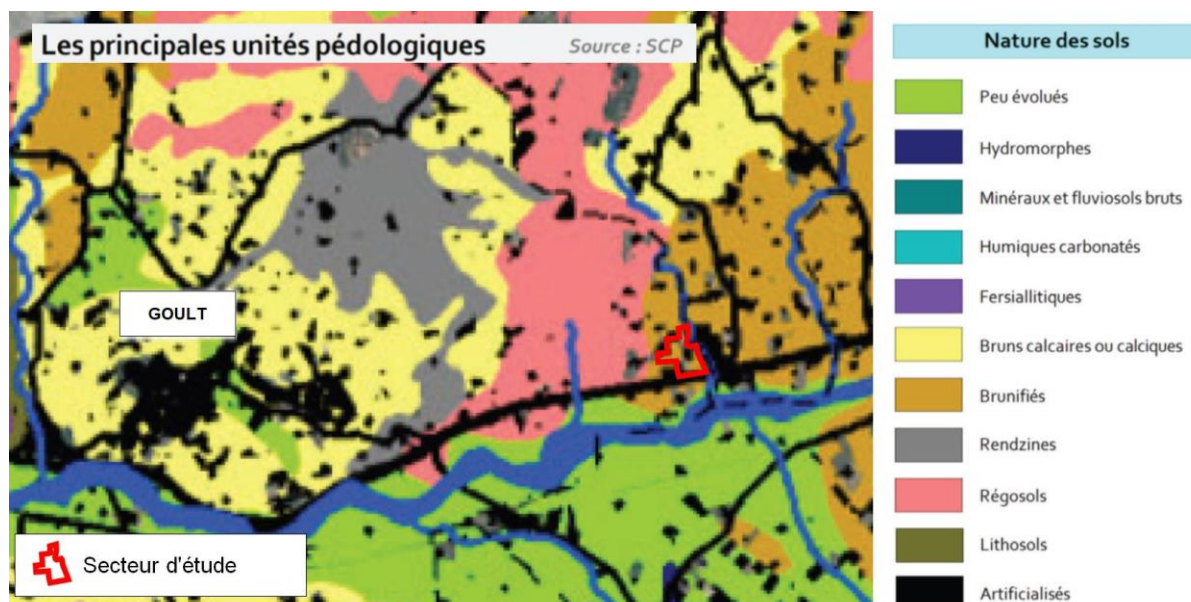 Les principales unités pédologiques
Source : SCP
GOULT
Secteur d'étude
Nature des sols
Peu évolués
Hydromorphes
Minéraux et fluviosols bruts
Humiques carbonatés
Fersiallitiques
Bruns calcaires ou calciques
Brunifiés
Rendzines
Régosols
Lithosols
Artificialisés